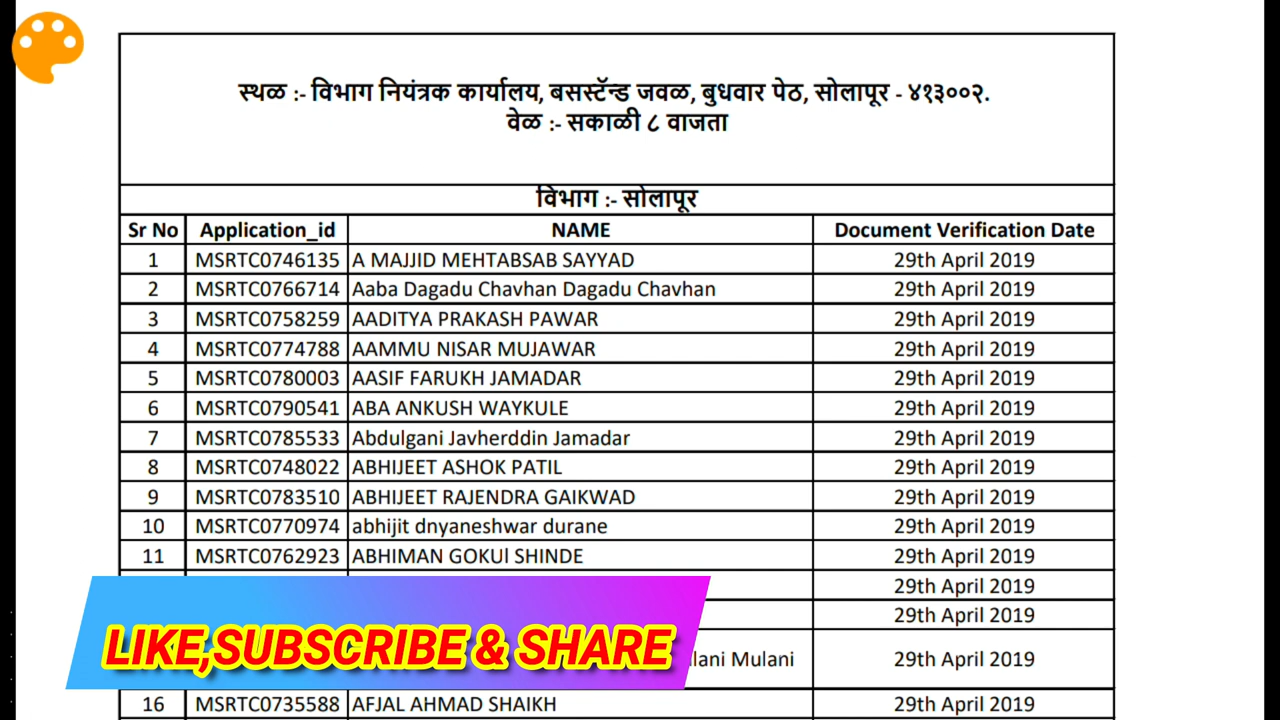 स्थळ :- विभाग नियंत्रक कार्यालय, बसस्टॅन्ड जवळ, बुधवार पेठ, सोलापूर - ४१३००२.
वेळ :- सकाळी ८ वाजता
विभाग :- सोलापूर
Sr No Application_id NAME Document Verification Date
1 MSRTC0746135 A MAJJID MEHTABSAB SAYYAD 29th April 2019
2 MSRTC0766714 Aaba Dagadu Chavhan Dagadu Chavhan 29th April 2019
3 MSRTC0758259 AADITYA PRAKASH PAWAR 29th April 2019
4 MSRTC0774788 AAMMU NISAR MUJAWAR 29th April 2019
5 MSRTC0780003 AASIF FARUKH JAMADAR 29th April 2019
6 MSRTC0790541 ABA ANKUSH WAYKULE 29th April 2019
7 MSRTC0785533 Abdulgani Javherddin Jamadar 29th April 2019
8 MSRTC0748022 ABHIJEET ASHOK PATIL 29th April 2019
9 MSRTC0783510 ABHIJEET RAJENDRA GAIKWAD 29th April 2019
10 MSRTC0770974 abhijit dnyaneshwar durane 29th April 2019
11 MSRTC0762923 ABHIMAN GOKUl SHINDE 29th April 2019
29th April 2019
29th April 2019
LIKE,SUBSCRIBE & SHARE
Mulani 29th April 2019
16 MSRTC0735588 AFJAL AHMAD SHAIKH 29th April 2019